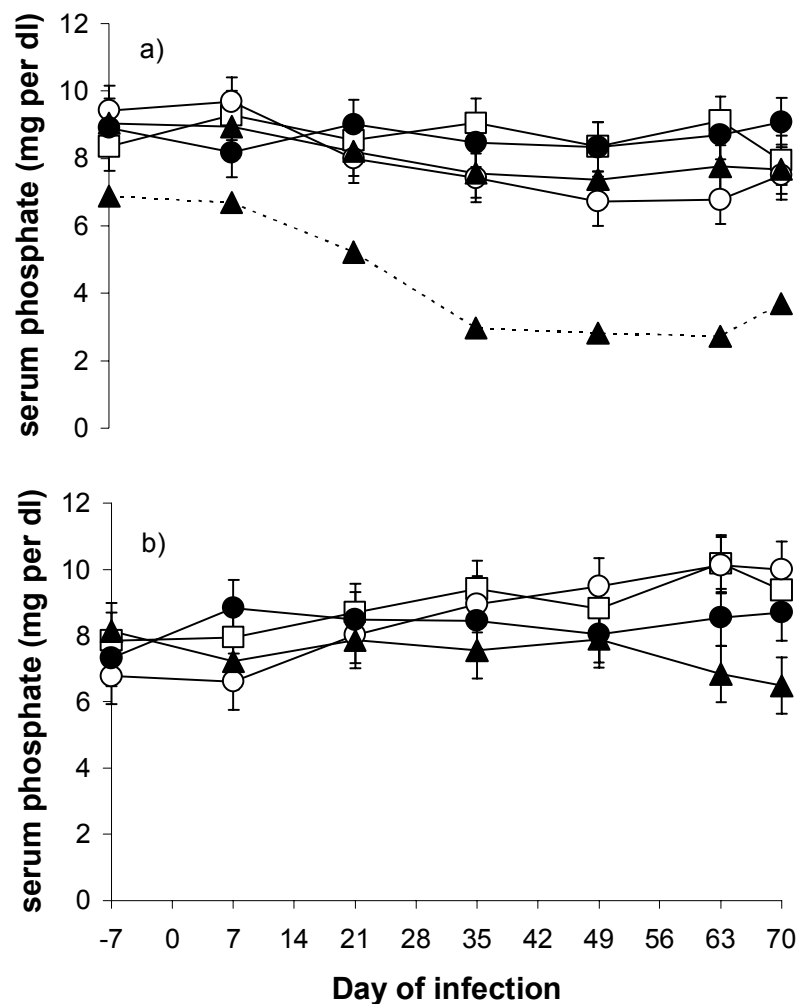 serum phosphate (mg per dl)
a)
12
10
8
6
4
2
0
serum phosphate (mg per dl)
b)
12
10
8
6
4
2
0
-7 0 7 14 21 28 35 42 49 56 63 70
Day of infection